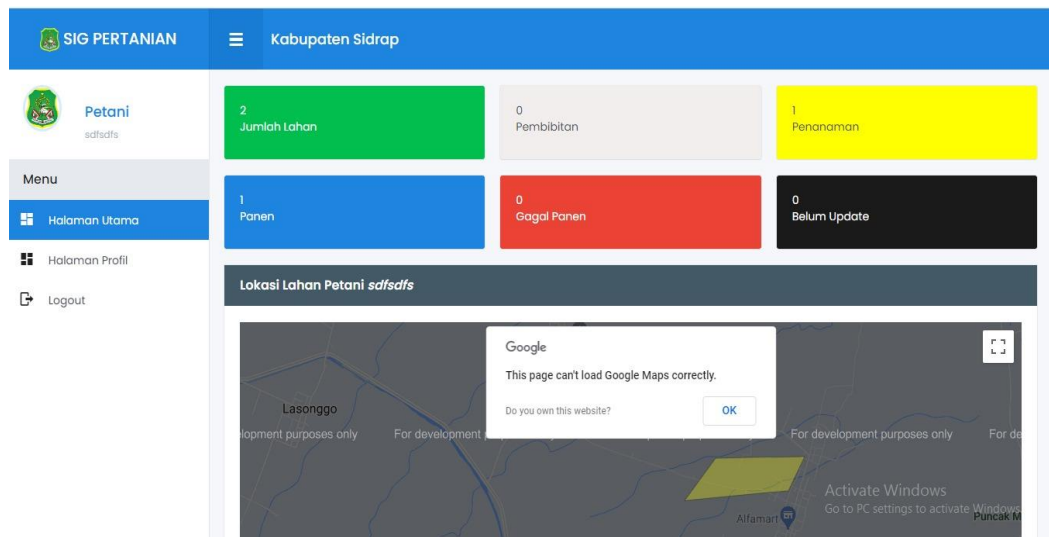 SIG PERTANIAN
Kabupaten Sidrap
Petani
sdfsdfs
Menu
Halaman Utama
Halaman Profil
Logout
2
Jumlah Lahan
0
Pembibitan
1
Penanaman
1
Panen
0
Gagal Panen
0
Belum Update
Lokasi Lahan Petani sdfsdfs
Google
This page can't load Google Maps correctly.
Do you own this website?
OK
Lasonggo
lopment purposes only
For development
For development purposes only
For de
Alfamart
Puncak M
Activate Windows
Go to PC settings to activate Windows.